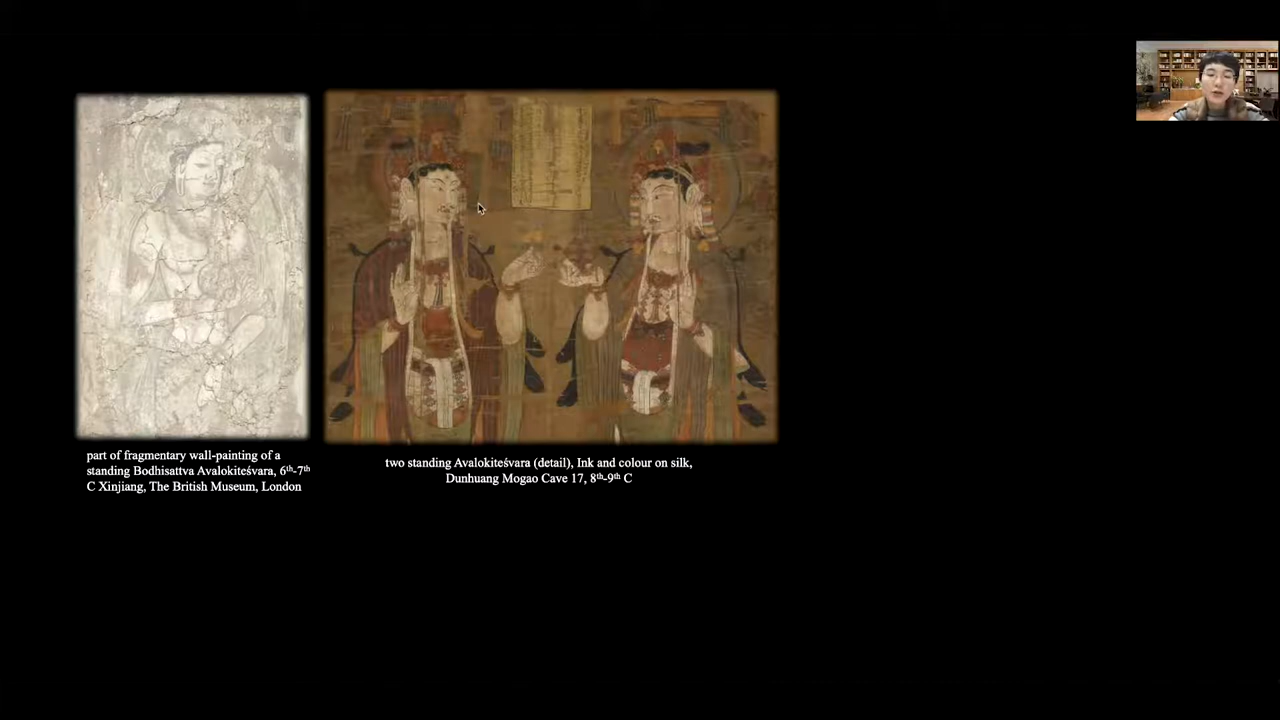 part of fragmentary wall-painting of a
standing Bodhisattva Avalokiteśvara, 6th-7th
C Xinjiang, The British Museum, London
two standing Avalokiteśvara (detail), Ink and colour on silk,
Dunhuang Mogao Cave 17, 8th-9th C